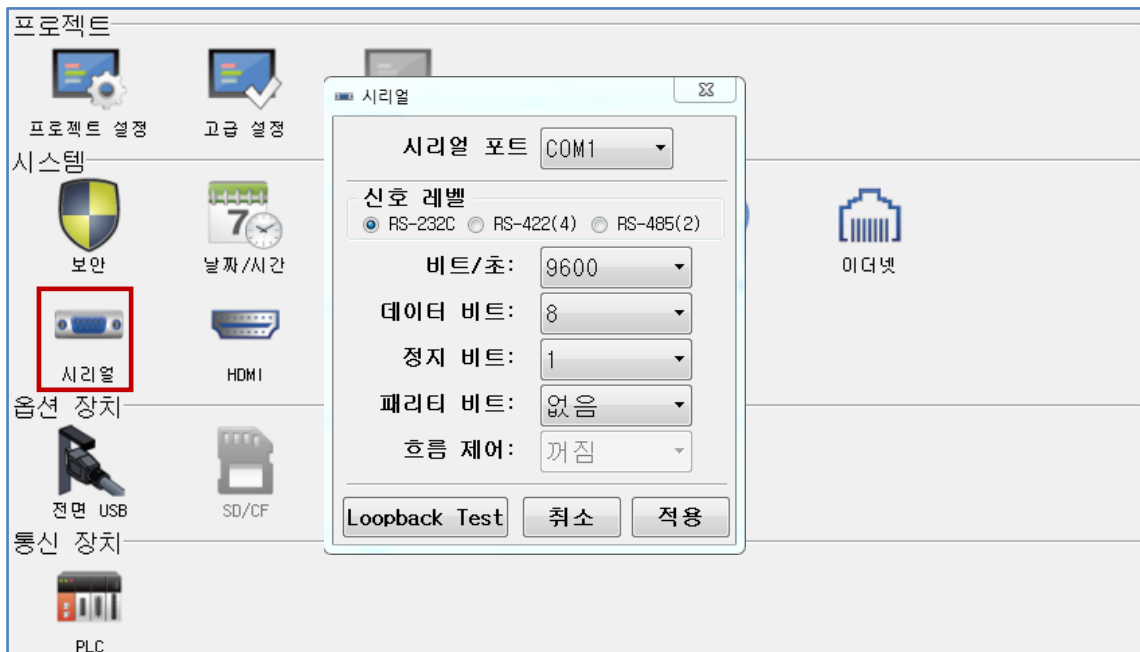 프로젝트
프로젝트 설정
고급 설정
시스템
보안
날짜/시간
7
이더넷
시리얼
HDMI
옵션 장치
전면 USB
SD/CF
통신 장치
PLC
시리얼
시리얼 포트 COM1
신호 레벨
RS-232C RS-422(4) RS-485(2)
비트/초: 9600
데이터 비트: 8
정지 비트: 1
패리티 비트: 없음
흐름 제어: 꺼짐
Loopback Test 취소 적용